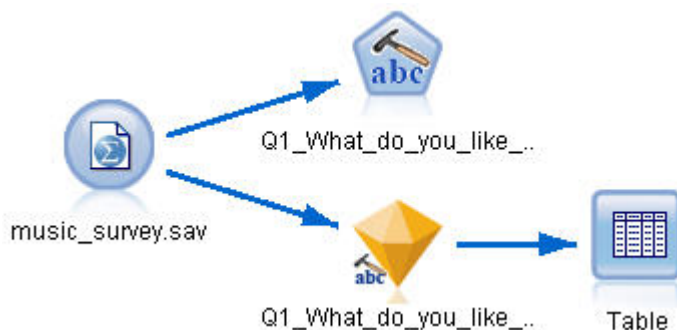 abc
Q1_What_do_you_like_..
music_survey.sav
abc
Q1_What_do_you_like_..
Table